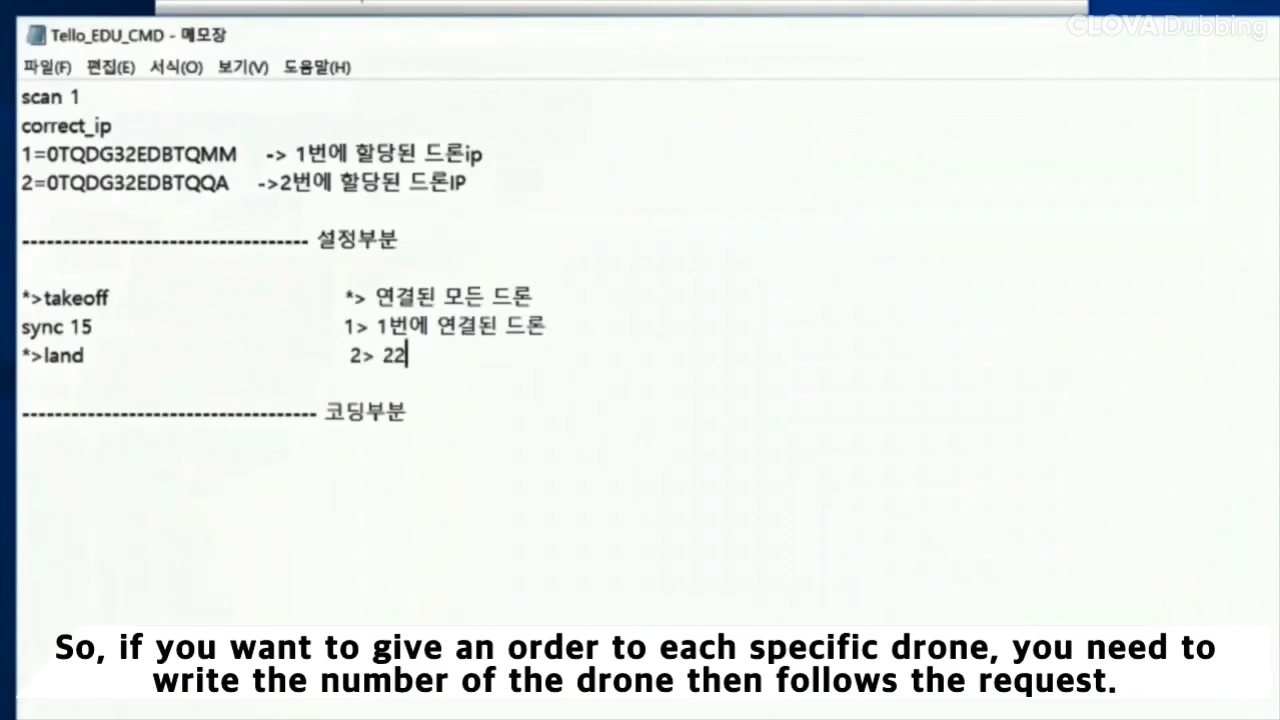 CLOVA Dubbing
Tello_EDU_CMD - 메모장
파일(F) 편집(E) 서식(O) 보기(V) 도움말(H)
scan 1
correct_ip
1=0TQDG32EDBTQMM -> 1번에 할당된 드론ip
2=0TQDG32EDBTQQA ->2번에 할당된 드론IP
----------------------------------- 설정부분
*>takeoff *> 연결된 모든 드론
sync 15 1> 1번에 연결된 드론
*>land 2> 22
------------------------------------ 코딩부분
So, if you want to give an order to each specific drone, you need to
write the number of the drone then follows the request.